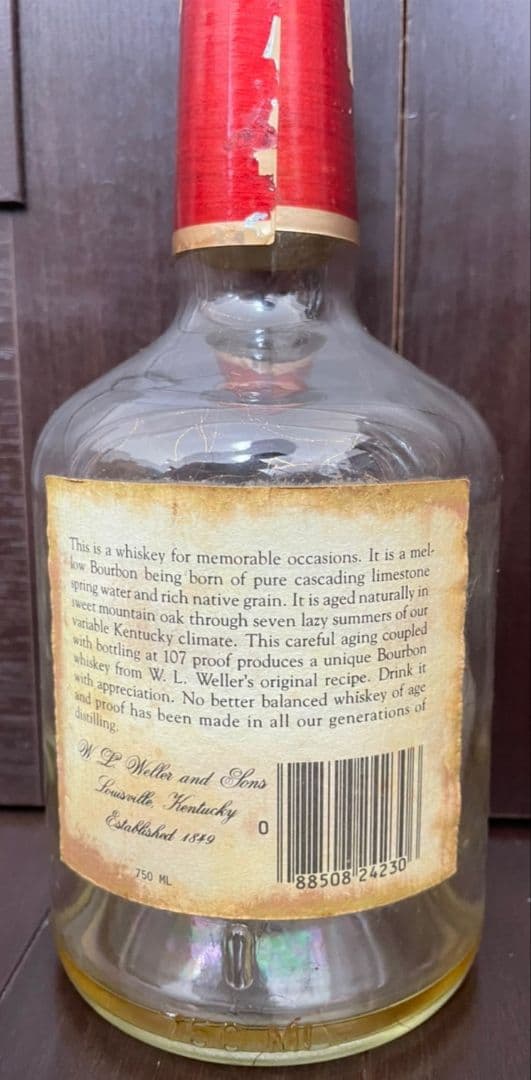 This is a whiskey for memorable occasions. It is a mel-
low Bourbon being born of pure cascading limestone
spring water and rich native grain. It is aged naturally in
sweet mountain oak through seven lazy summers of our
variable Kentucky climate. This careful aging coupled
with bottling at 107 proof produces a unique Bourbon
whiskey from W. L. Weller's original recipe. Drink it
with appreciation. No better balanced whiskey of age
and proof has been made in all our generations of
distilling.
W. L. Weller and Sons
Louisville, Kentucky
Established 1849
0
88508 24230
750 ML
750 ML